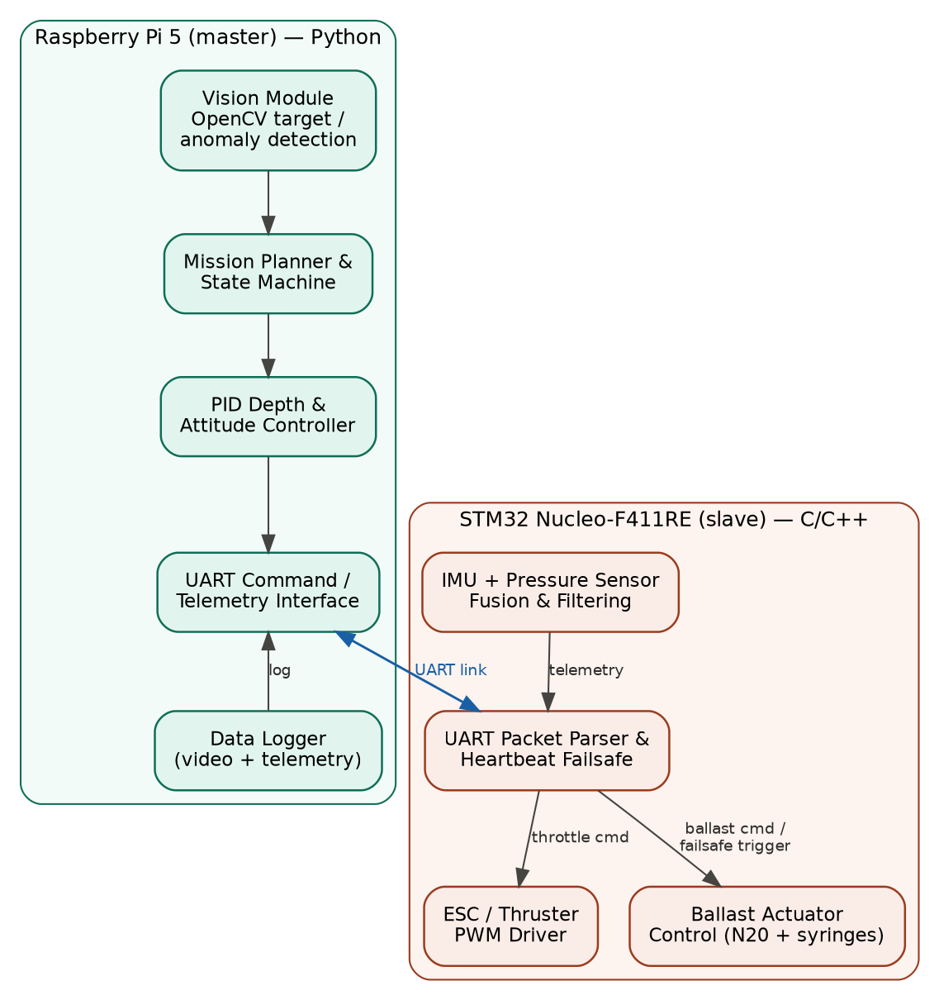 Raspberry Pi 5 (master) — Python
Vision Module
OpenCV target /
anomaly detection
Mission Planner &
State Machine
PID Depth &
Attitude Controller
UART Command /
Telemetry Interface
log
Data Logger
(video + telemetry)
UART link
STM32 Nucleo-F411RE (slave) — C/C++
IMU + Pressure Sensor
Fusion & Filtering
telemetry
UART Packet Parser &
Heartbeat Failsafe
throttle cmd
ballast cmd /
failsafe trigger
ESC / Thruster
PWM Driver
Ballast Actuator
Control (N20 + syringes)